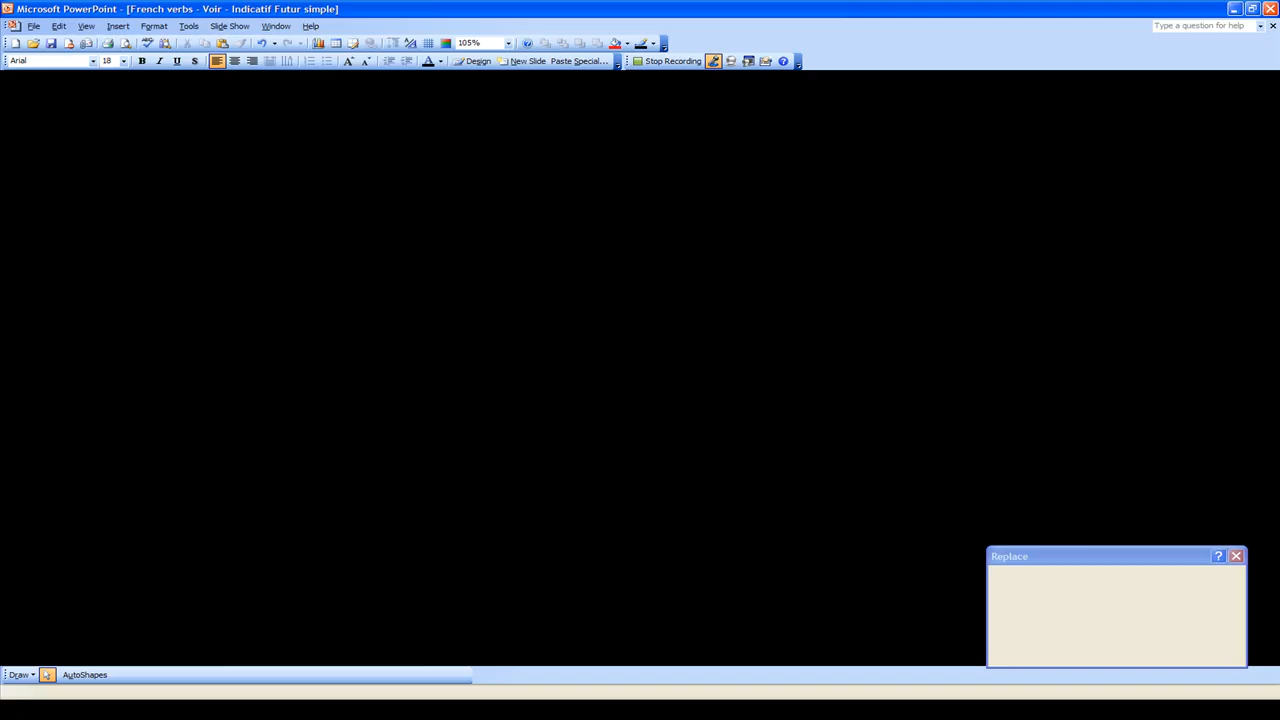 Microsoft PowerPoint - [French verbs - Voir - Indicatif Futur simple]
File Edit View Insert Format Tools Slide Show Window Help Type a question for help
105%
Arial 18 B I U S A Design New Slide Paste Special... Stop Recording
Replace
Draw AutoShapes